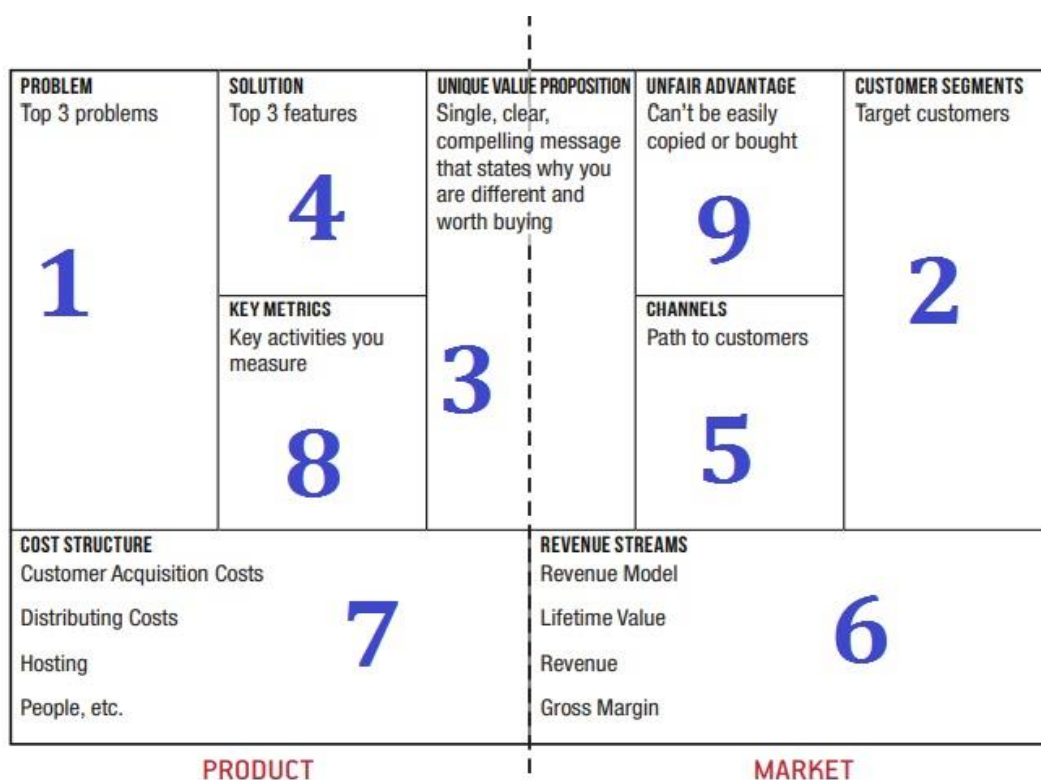 PROBLEM
Top 3 problems
1
SOLUTION
Top 3 features
4
KEY METRICS
Key activities you
measure
8
UNIQUE VALUE PROPOSITION
Single, clear,
compelling message
that states why you
are different and
worth buying
3
UNFAIR ADVANTAGE
Can't be easily
copied or bought
9
CHANNELS
Path to customers
5
CUSTOMER SEGMENTS
Target customers
2
COST STRUCTURE
Customer Acquisition Costs
Distributing Costs
Hosting
People, etc.
7
REVENUE STREAMS
Revenue Model
Lifetime Value
Revenue
Gross Margin
6
PRODUCT
MARKET